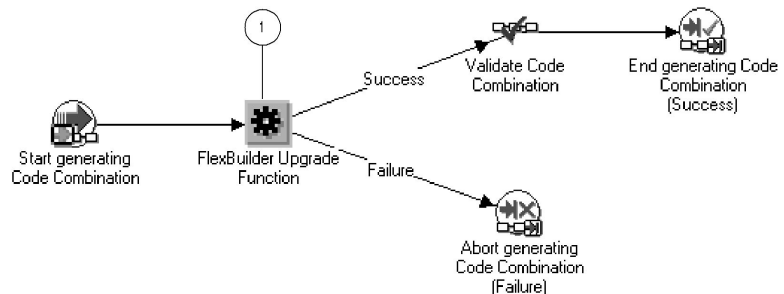 1
Success
Validate Code
Combination
End generating Code
Combination
(Success)
Start generating
Code Combination
FlexBuilder Upgrade
Function
Failure
Abort generating
Code Combination
(Failure)